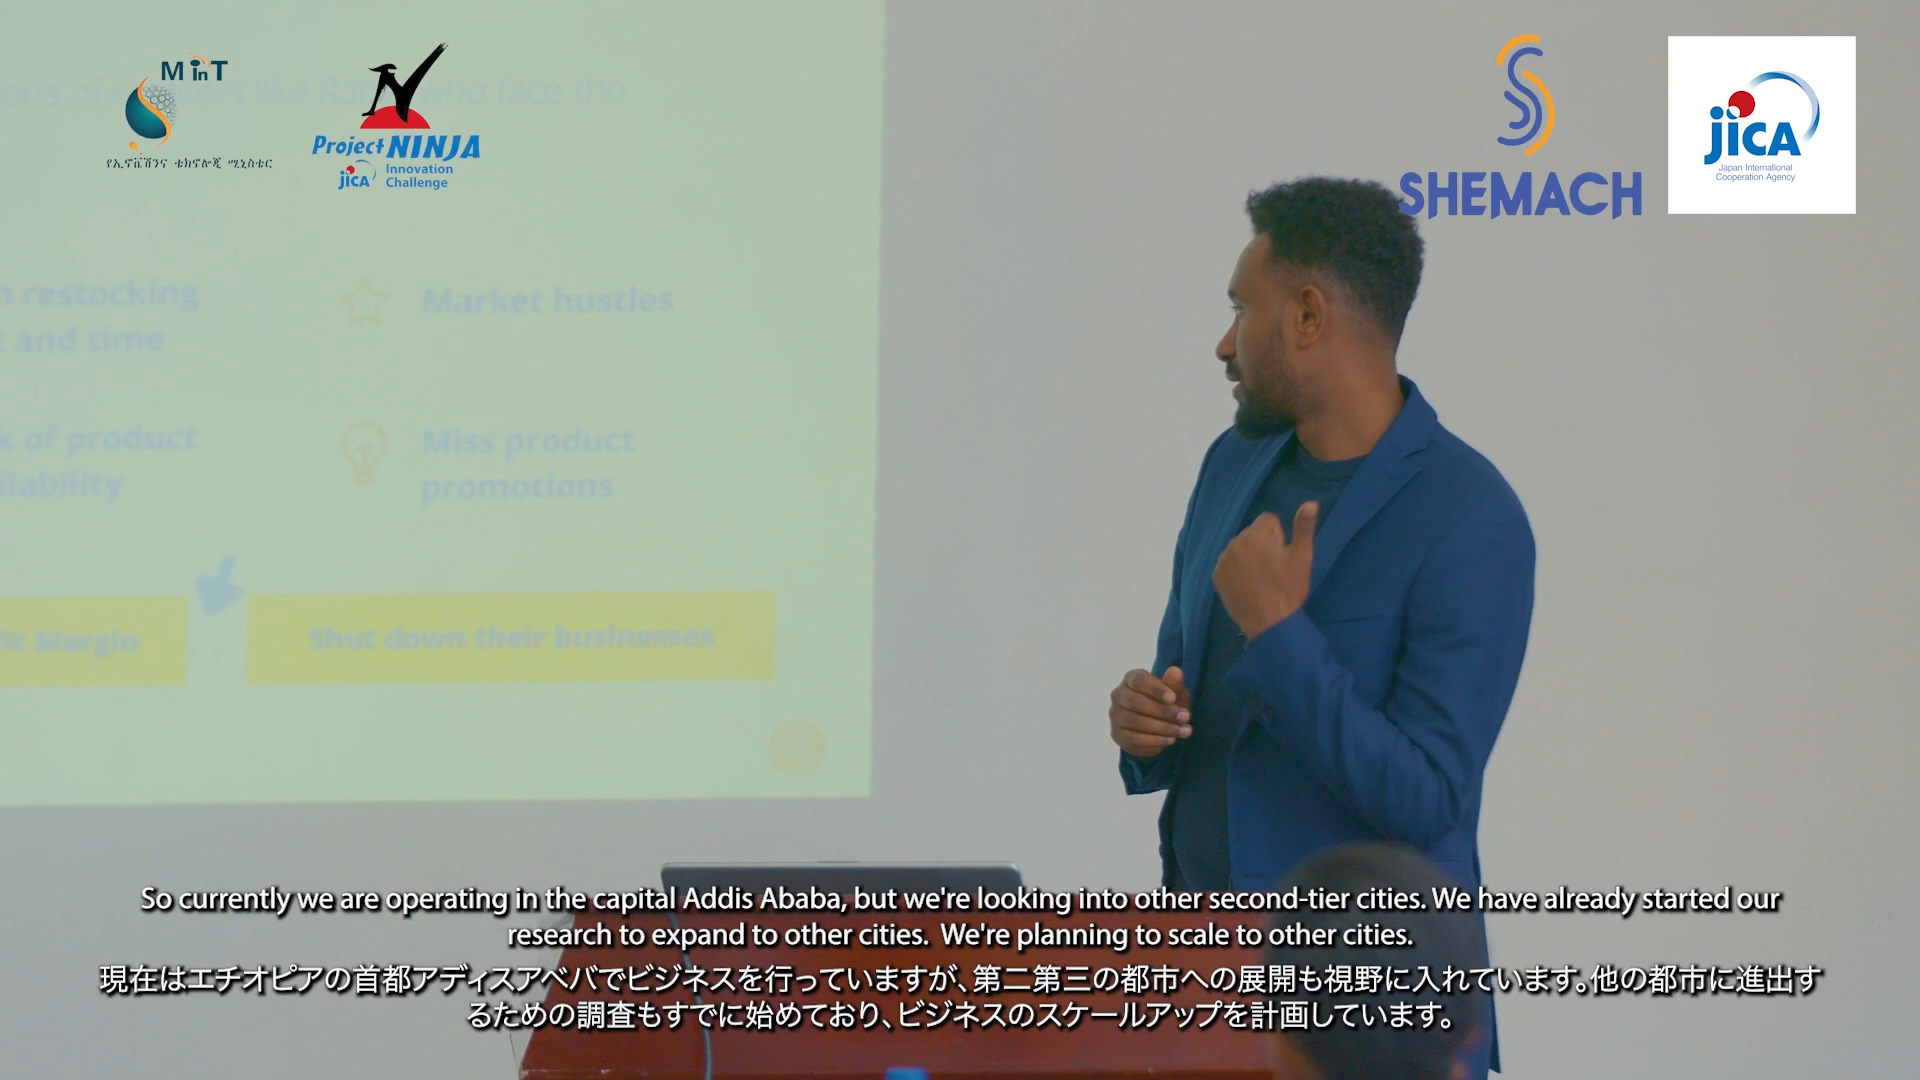 MinT
የኢኖቬሽንና ቴክኖሎጂ ሚኒስቴር
Project NINJA
JICA Innovation
Challenge
SHEMACH
JICA
Japan International
Cooperation Agency
like who face the
restocking
and time
Market hustles
of product
Miss product
promotions
Margin
Shut down their businesses
So currently we are operating in the capital Addis Ababa, but we're looking into other second-tier cities. We have already started our
research to expand to other cities. We're planning to scale to other cities.
現在はエチオピアの首都アディスアベバでビジネスを行っていますが、第二第三の都市への展開も視野に入れています。他の都市に進出す
るための調査もすでに始めており、ビジネスのスケールアップを計画しています。